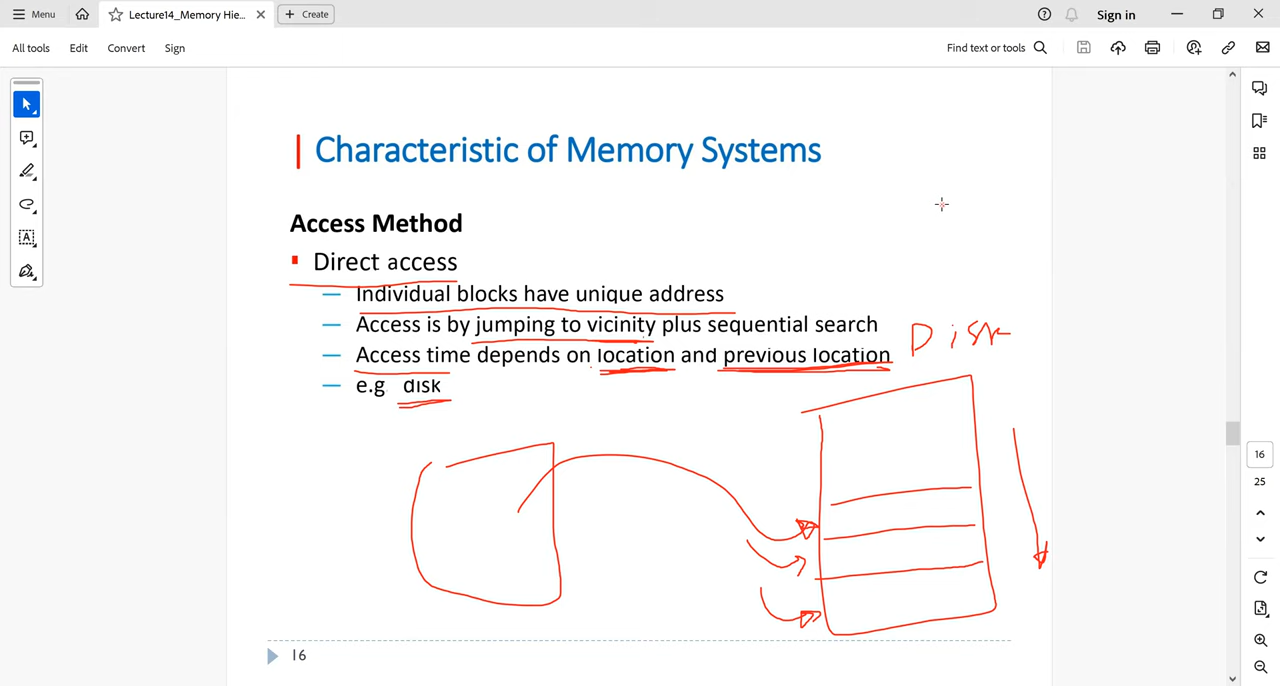 Menu
Lecture14_Memory Hie...
Create
Sign in
All tools
Edit
Convert
Sign
Find text or tools
| Characteristic of Memory Systems
Access Method
Direct access
— Individual blocks have unique address
— Access is by jumping to vicinity plus sequential search
— Access time depends on location and previous location
Disk
— e.g disk
16
25
16